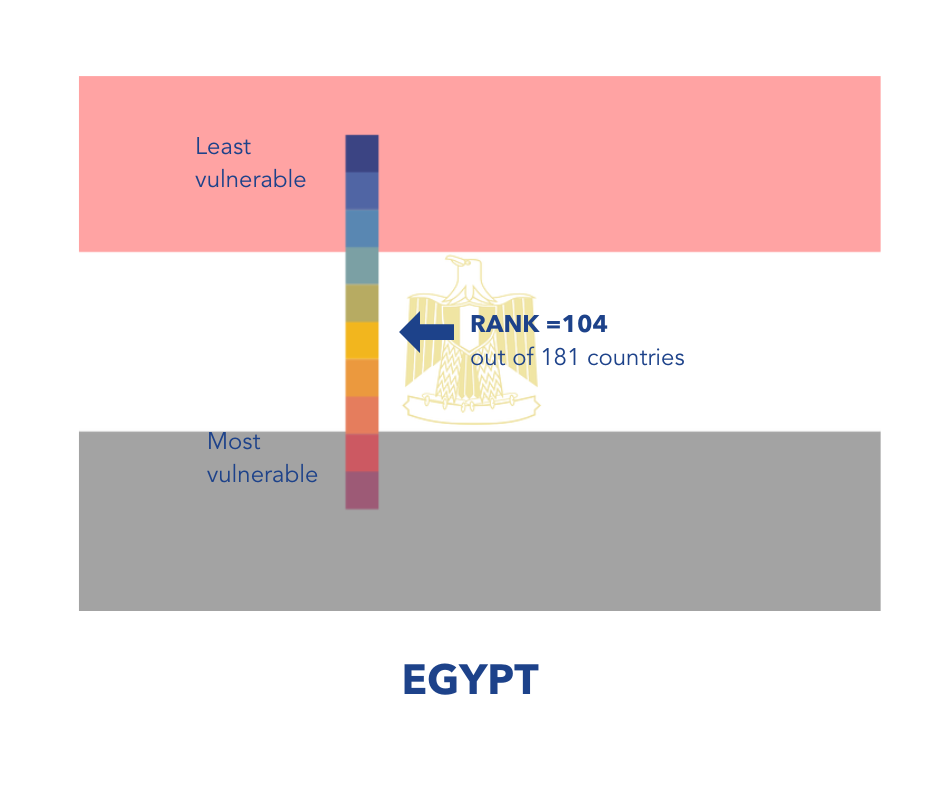 Least
vulnerable
RANK =104
out of 181 countries
Most
vulnerable
EGYPT